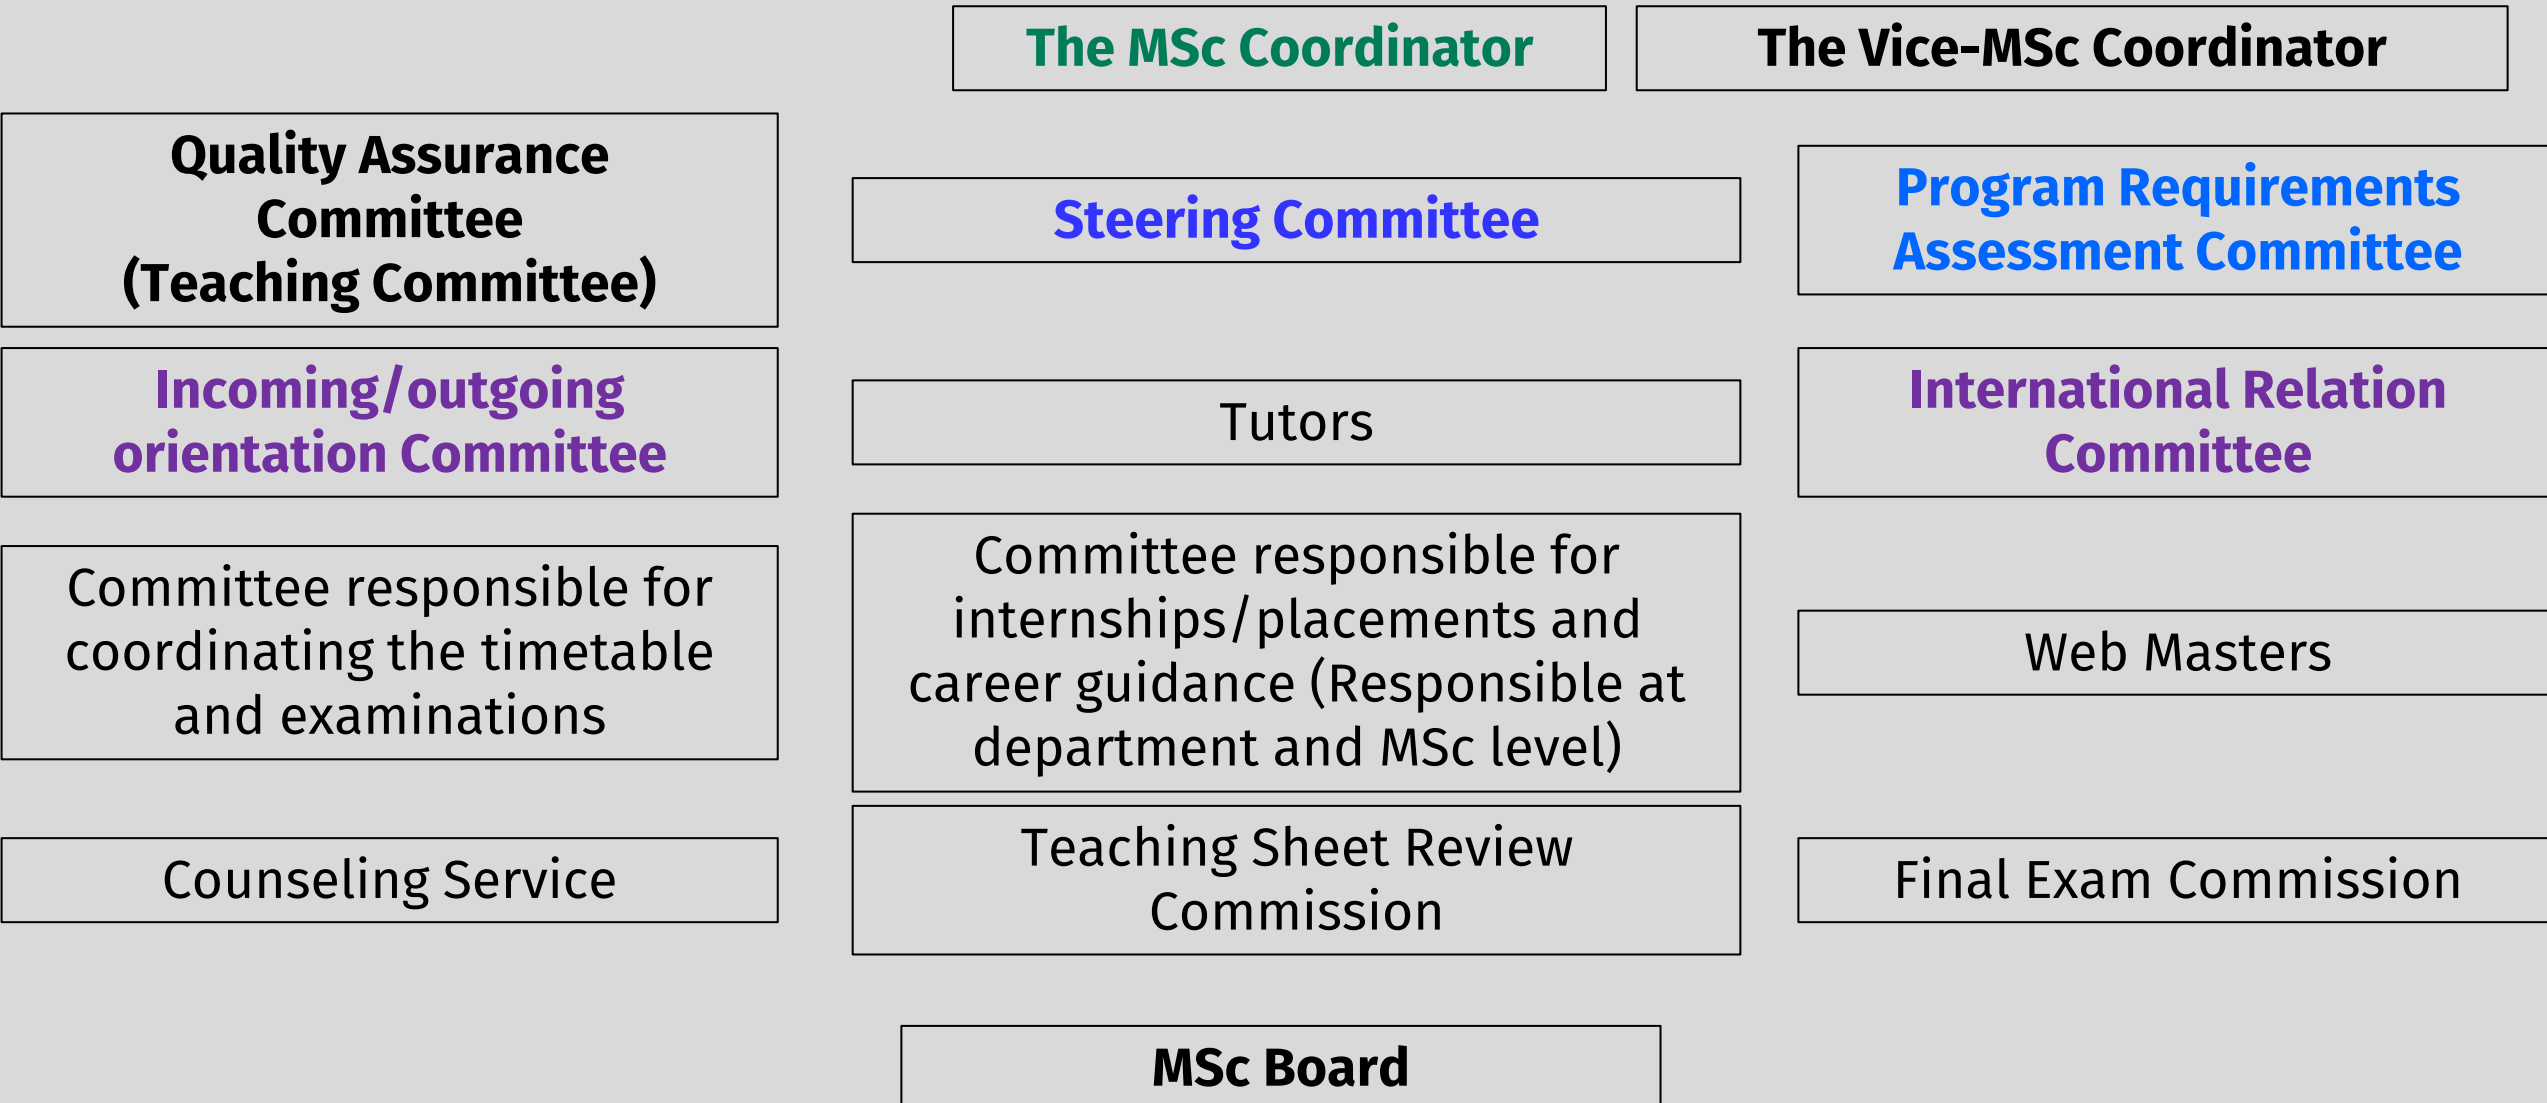 The MSc Coordinator
The Vice-MSc Coordinator
Quality Assurance
Committee
(Teaching Committee)
Steering Committee
Program Requirements
Assessment Committee
Incoming/outgoing
orientation Committee
Tutors
International Relation
Committee
Committee responsible for
coordinating the timetable
and examinations
Committee responsible for
internships/placements and
career guidance (Responsible at
department and MSc level)
Web Masters
Counseling Service
Teaching Sheet Review
Commission
Final Exam Commission
MSc Board